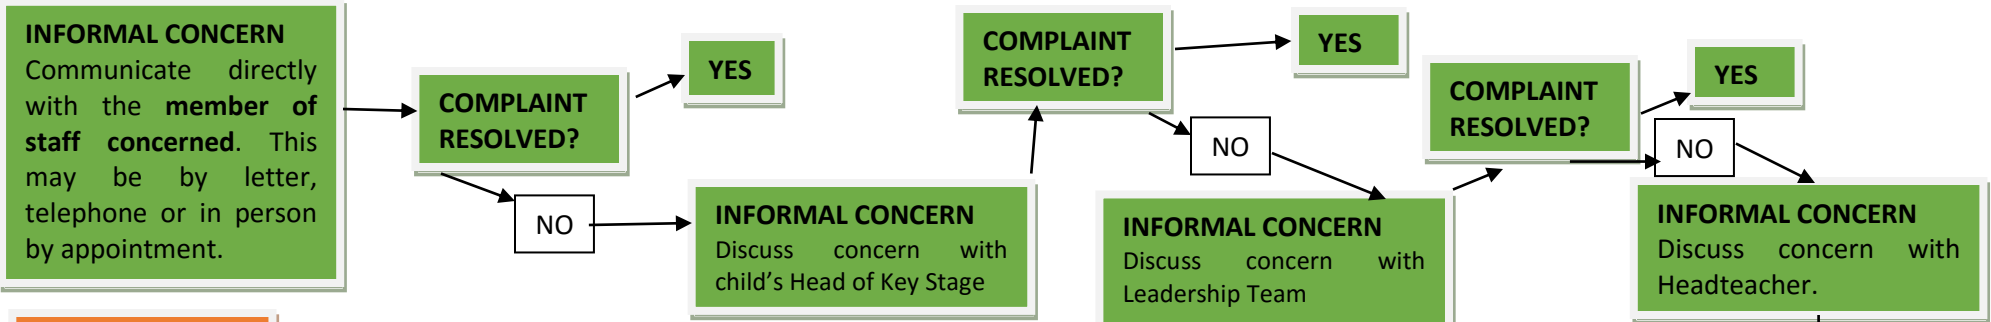 INFORMAL CONCERN
Communicate directly
with the member of
staff concerned. This
may be by letter,
telephone or in person
by appointment.
COMPLAINT
RESOLVED?
YES
NO
INFORMAL CONCERN
Discuss concern with
child’s Head of Key Stage
COMPLAINT
RESOLVED?
YES
NO
INFORMAL CONCERN
Discuss concern with
Leadership Team
COMPLAINT
RESOLVED?
YES
NO
INFORMAL CONCERN
Discuss concern with
Headteacher.